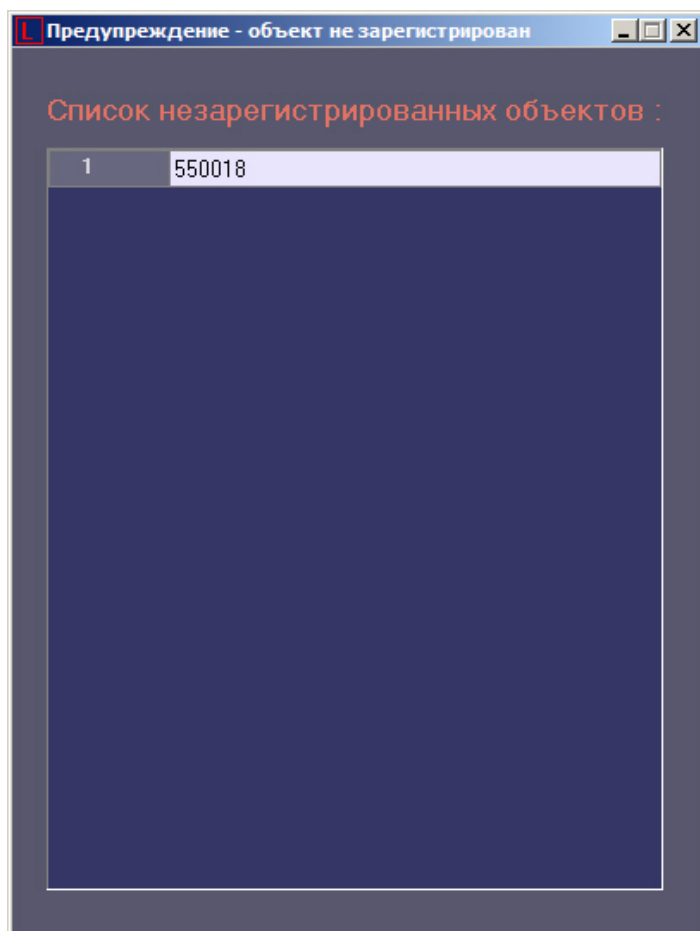 L Предупреждение - объект не зарегистрирован
Список незарегистрированных объектов :
1 550018